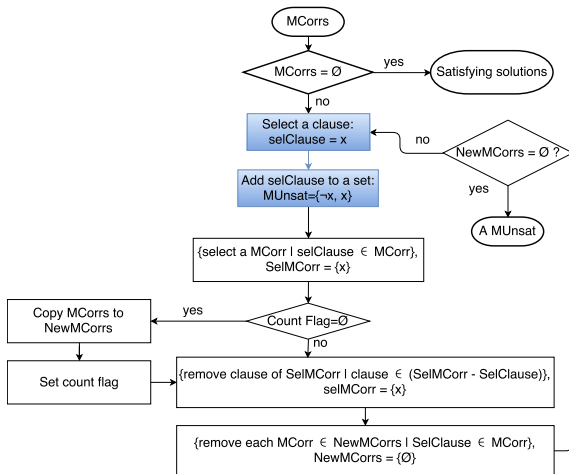 MCorrs
MCorrs = Ø
yes
Satisfying solutions
no
Select a clause:
selClause = x
no
NewMCorrs = Ø ?
Add selClause to a set:
MUnsat={¬x, x}
yes
A MUnsat
{select a MCorr | selClause ∈ MCorr},
SelMCorr = {x}
Copy MCorrs to
NewMCorrs
yes
Count Flag=Ø
no
Set count flag
{remove clause of SelMCorr | clause ∈ (SelMCorr - SelClause)},
selMCorr = {x}
{remove each MCorr ∈ NewMCorrs | SelClause ∈ MCorr},
NewMCorrs = {Ø}